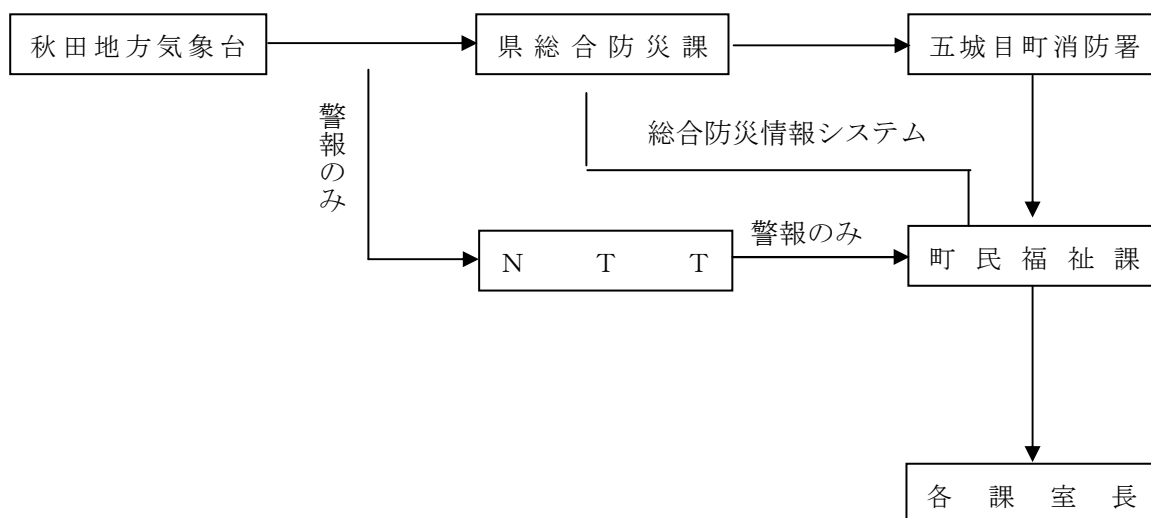 秋田地方気象台
県総合防災課
五城目町消防署
警報のみ
総合防災情報システム
NTT
警報のみ
町民福祉課
各課室長